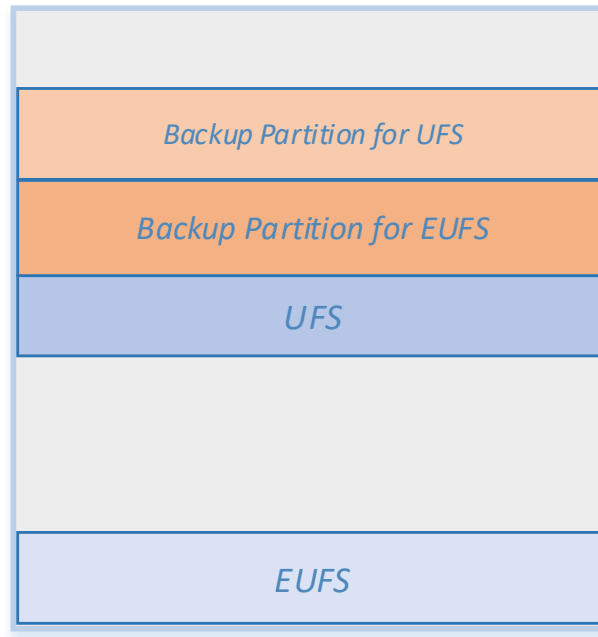 Backup Partition for UFS
Backup Partition for EUFS
UFS
EUFS